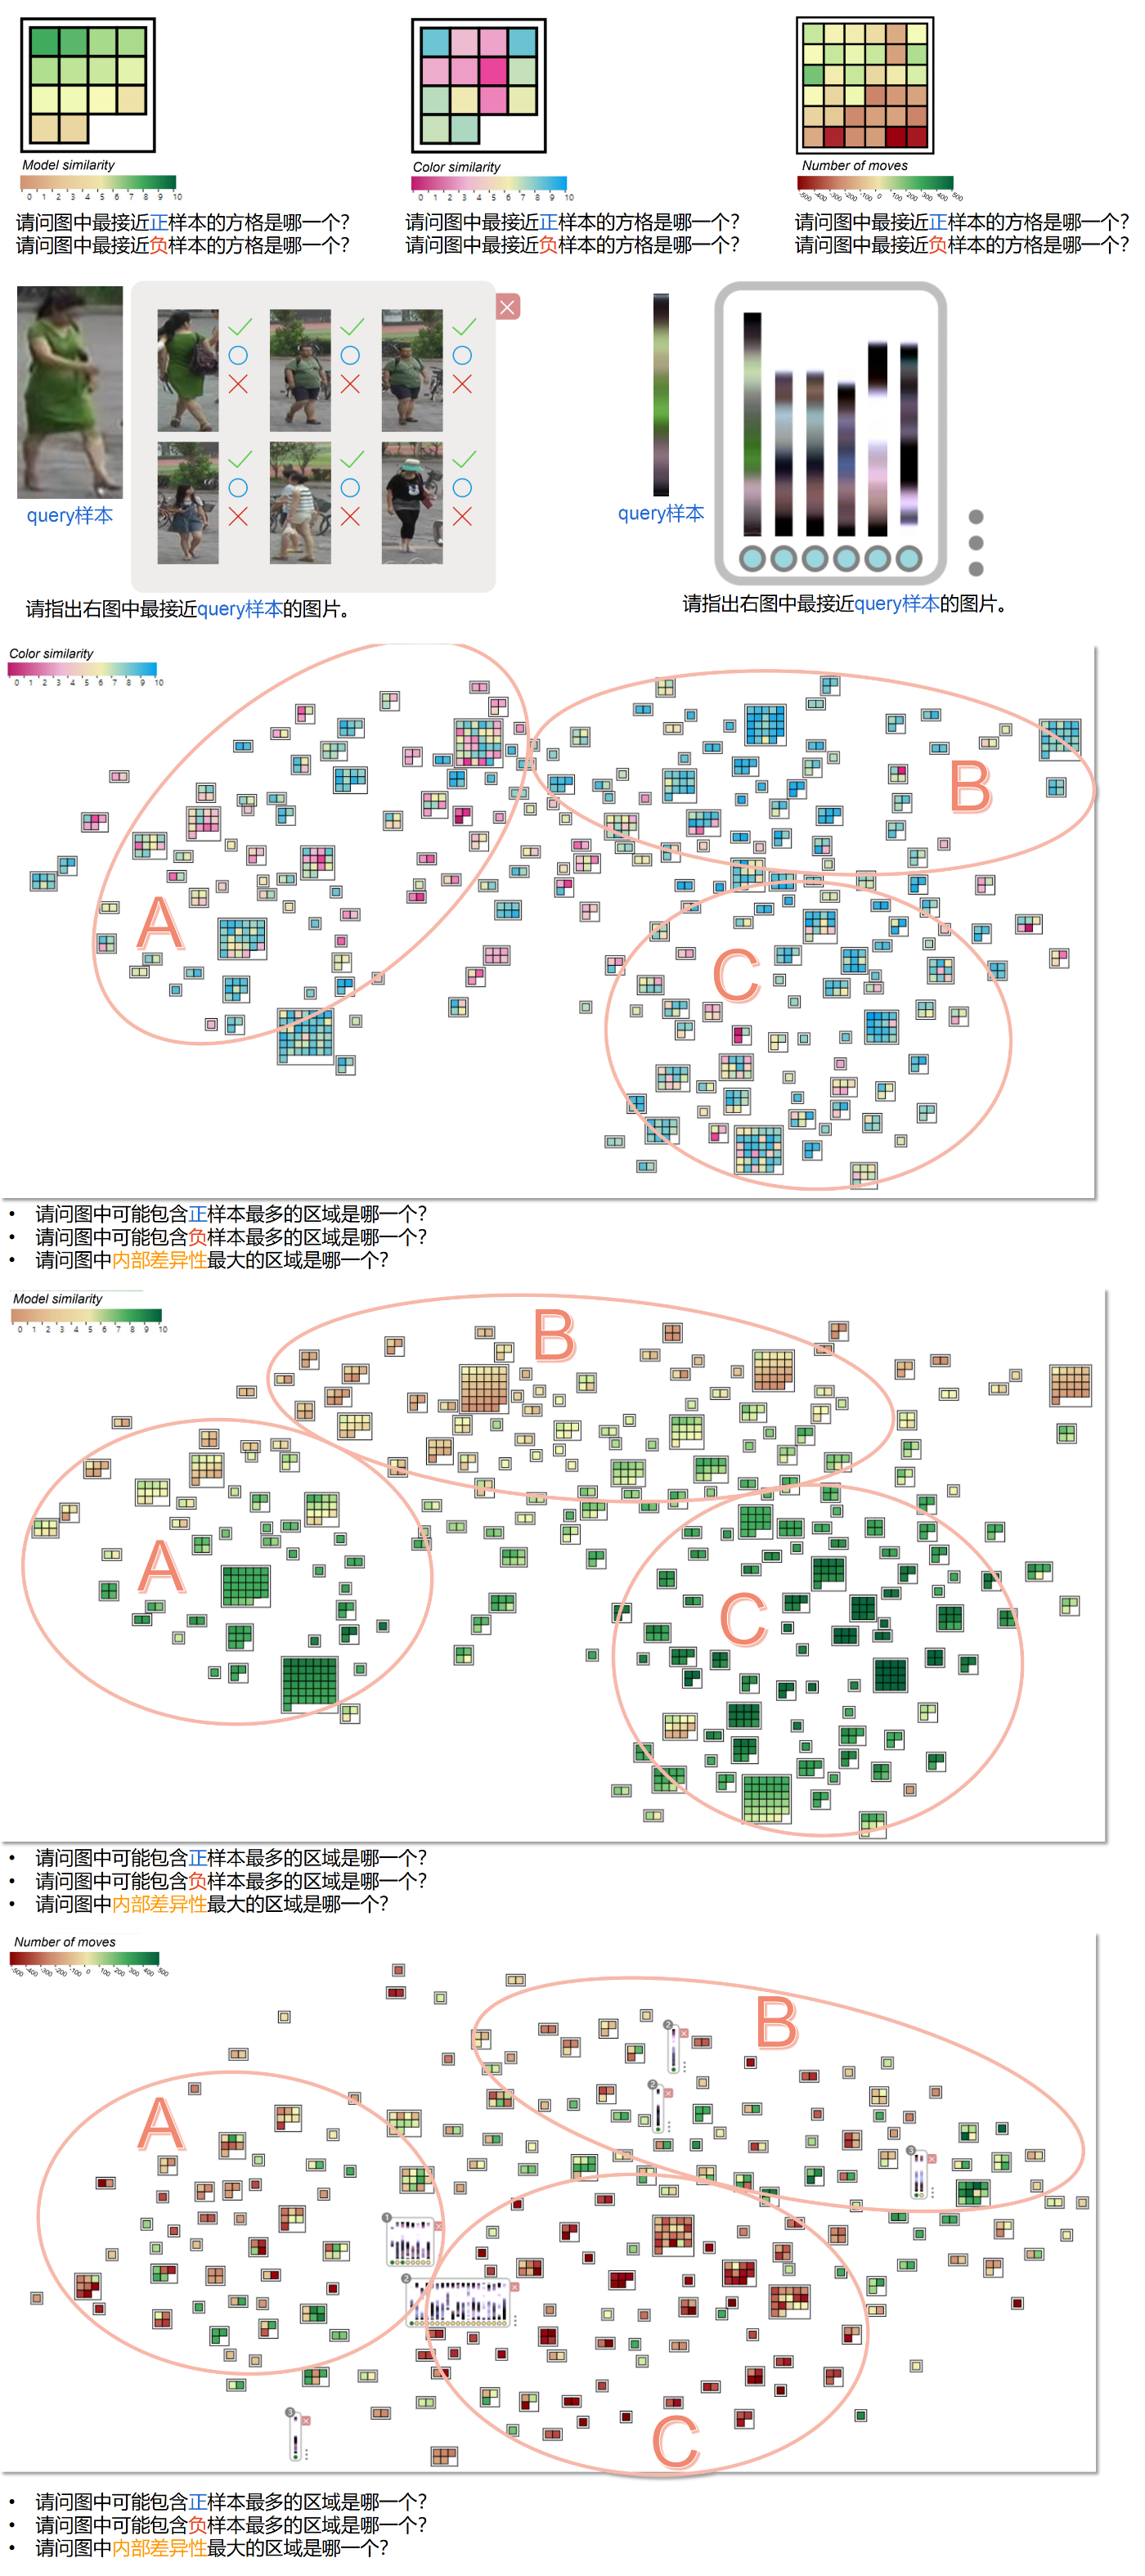 Model similarity
0 1 2 3 4 5 6 7 8 9 10
请问图中最接近正样本的方格是哪一个?
请问图中最接近负样本的方格是哪一个?
Color similarity
0 1 2 3 4 5 6 7 8 9 10
请问图中最接近正样本的方格是哪一个?
请问图中最接近负样本的方格是哪一个?
Number of moves
-500 -400 -300 -200 -100 0 100 200 300 400 500
请问图中最接近正样本的方格是哪一个?
请问图中最接近负样本的方格是哪一个?
query样本
请指出右图中最接近query样本的图片。
query样本
请指出右图中最接近query样本的图片。
Color similarity
0 1 2 3 4 5 6 7 8 9 10
B
A
C
• 请问图中可能包含正样本最多的区域是哪一个?
• 请问图中可能包含负样本最多的区域是哪一个?
• 请问图中内部差异性最大的区域是哪一个?
Model similarity
0 1 2 3 4 5 6 7 8 9 10
B
A
C
• 请问图中可能包含正样本最多的区域是哪一个?
• 请问图中可能包含负样本最多的区域是哪一个?
• 请问图中内部差异性最大的区域是哪一个?
Number of moves
-500 -400 -300 -200 -100 0 100 200 300 400 500
B
2
A
2
3
1
2
3
C
• 请问图中可能包含正样本最多的区域是哪一个?
• 请问图中可能包含负样本最多的区域是哪一个?
• 请问图中内部差异性最大的区域是哪一个?